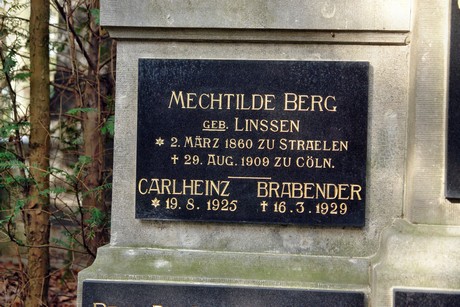 Mechtilde Berg
geb. Linssen
* 2. März 1860 zu Straelen
† 29. Aug. 1909 zu Cöln.
CARLHEINZ BRABENDER
* 19. 8. 1925 † 16. 3. 1929